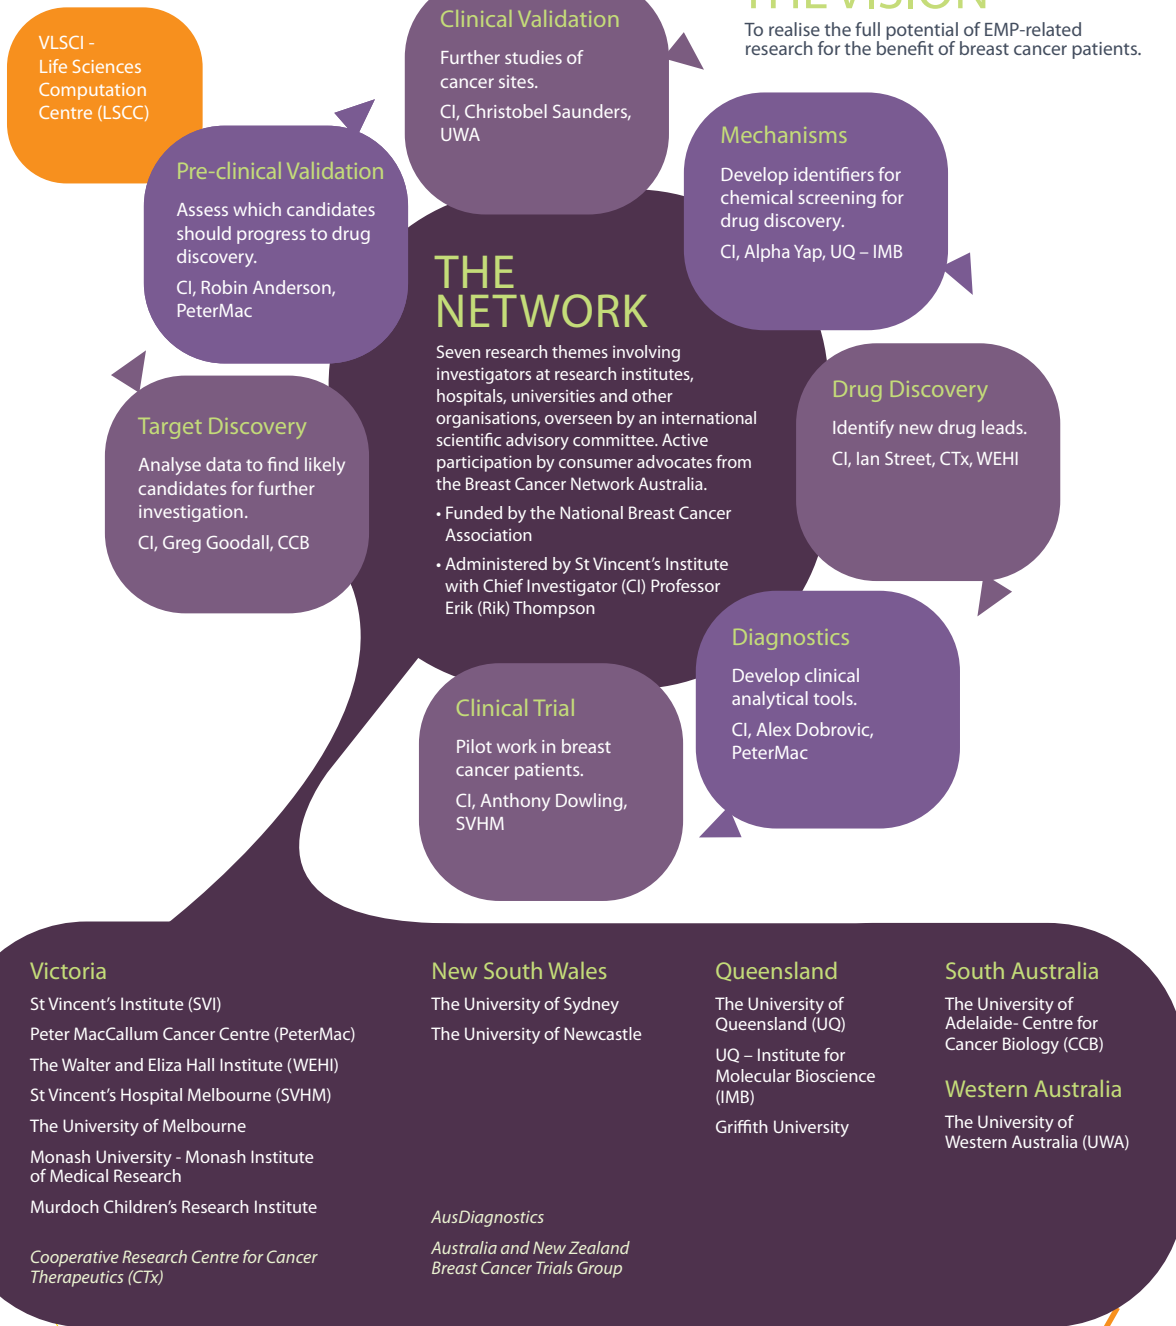 THE VISION
To realise the full potential of EMP-related
research for the benefit of breast cancer patients.
VLSCI -
Life Sciences
Computation
Centre (LSCC)
Clinical Validation
Further studies of
cancer sites.
CI, Christobel Saunders,
UWA
Pre-clinical Validation
Assess which candidates
should progress to drug
discovery.
CI, Robin Anderson,
PeterMac
Mechanisms
Develop identifiers for
chemical screening for
drug discovery.
CI, Alpha Yap, UQ – IMB
THE
NETWORK
Seven research themes involving
investigators at research institutes,
hospitals, universities and other
organisations, overseen by an international
scientific advisory committee. Active
participation by consumer advocates from
the Breast Cancer Network Australia.
• Funded by the National Breast Cancer
Association
• Administered by St Vincent's Institute
with Chief Investigator (CI) Professor
Erik (Rik) Thompson
Target Discovery
Analyse data to find likely
candidates for further
investigation.
CI, Greg Goodall, CCB
Drug Discovery
Identify new drug leads.
CI, Ian Street, CTx, WEHI
Diagnostics
Develop clinical
analytical tools.
CI, Alex Dobrovic,
PeterMac
Clinical Trial
Pilot work in breast
cancer patients.
CI, Anthony Dowling,
SVHM
Victoria
St Vincent's Institute (SVI)
Peter MacCallum Cancer Centre (PeterMac)
The Walter and Eliza Hall Institute (WEHI)
St Vincent's Hospital Melbourne (SVHM)
The University of Melbourne
Monash University - Monash Institute
of Medical Research
Murdoch Children's Research Institute
Cooperative Research Centre for Cancer
Therapeutics (CTx)
New South Wales
The University of Sydney
The University of Newcastle
AusDiagnostics
Australia and New Zealand
Breast Cancer Trials Group
Queensland
The University of
Queensland (UQ)
UQ – Institute for
Molecular Bioscience
(IMB)
Griffith University
South Australia
The University of
Adelaide- Centre for
Cancer Biology (CCB)
Western Australia
The University of
Western Australia (UWA)